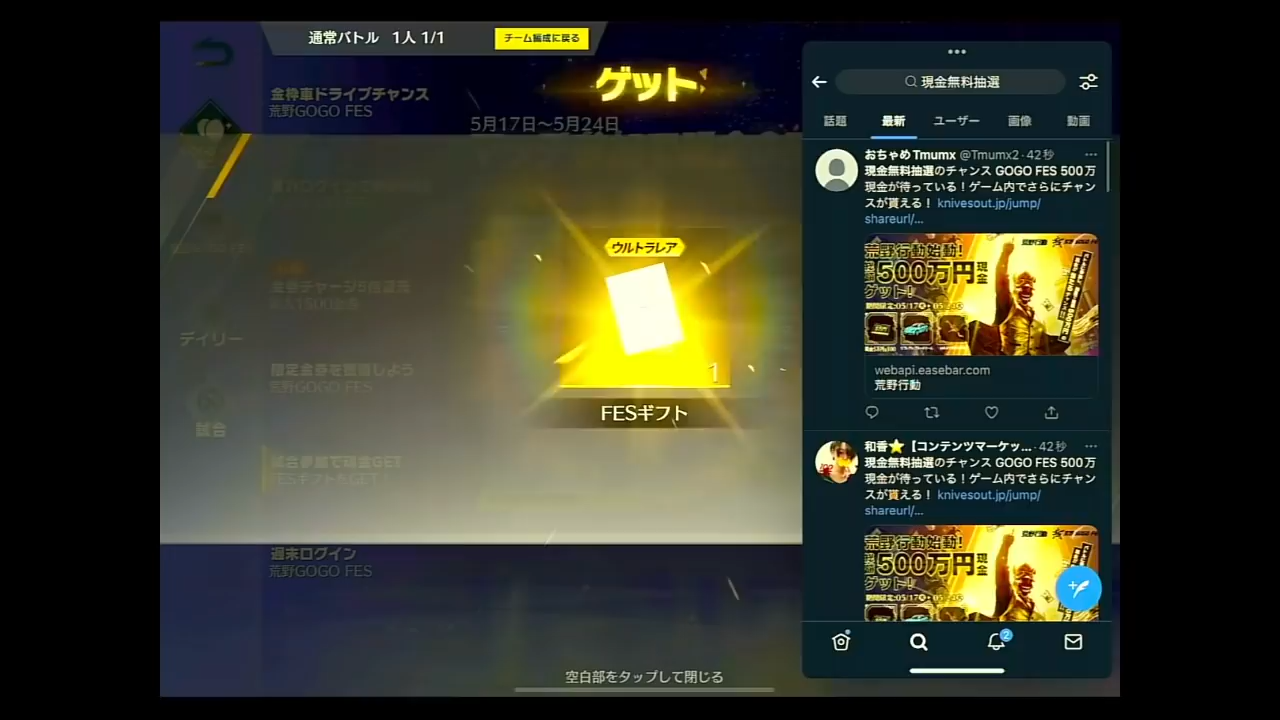 通常バトル 1人 1/1
チーム編成に戻る
ゲット
金枠車ドライブチャンス
荒野GOGO FES
5月17日〜5月24日
ウルトラレア
1
FESギフト
デイリー
試合
限定金券を獲得しよう
荒野GOGO FES
週末ログイン
荒野GOGO FES
空白部をタップして閉じる
現金無料抽選
話題 最新 ユーザー 画像 動画
おちゃめTmumx @Tmumx2・42秒
現金無料抽選のチャンス GOGO FES 500万
現金が待っている！ゲーム内でさらにチャン
スが貰える！ knivesout.jp/jump/
shareurl/…
荒野行動始動!
総額500万円現金
ゲット!
webapi.easebar.com
荒野行動
和香⭐【コンテンツマーケッ...・42秒
現金無料抽選のチャンス GOGO FES 500万
現金が待っている！ゲーム内でさらにチャン
スが貰える！ knivesout.jp/jump/
shareurl/…
荒野行動始動!
総額500万円現金
ゲット!
2